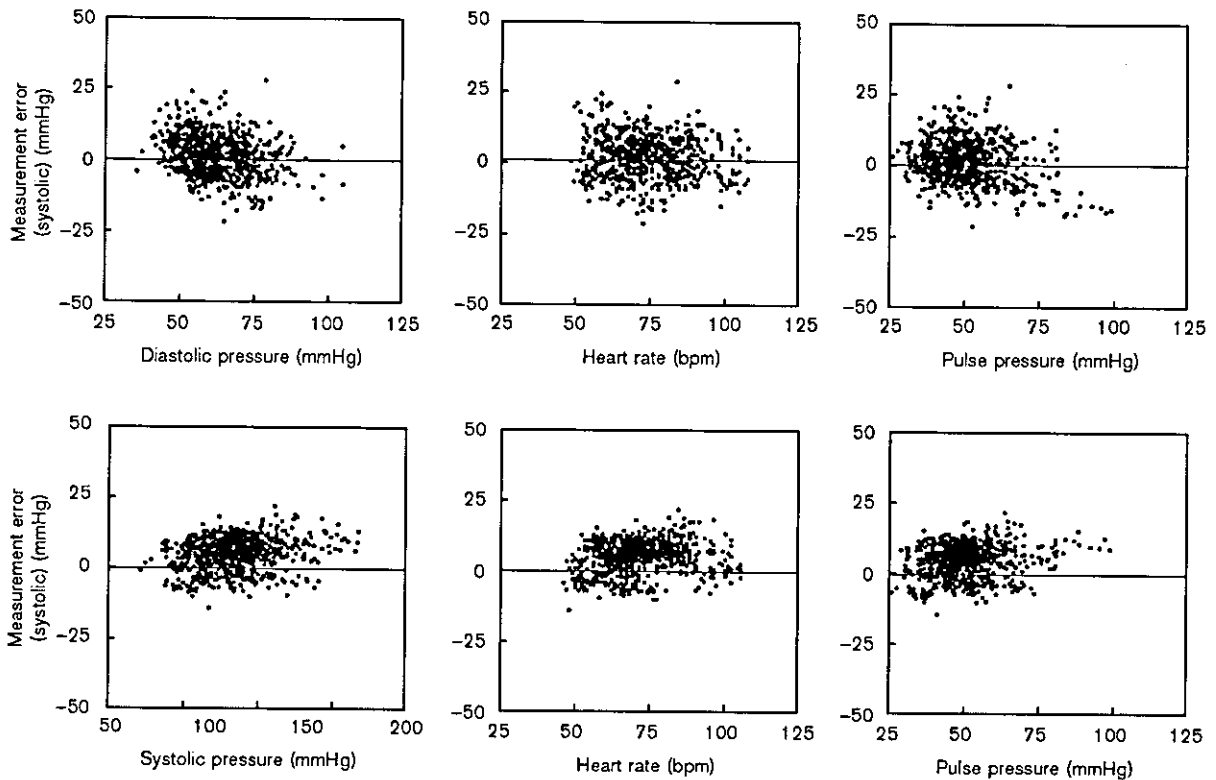 50
25
0
−25
−50
Measurement error
(systolic) (mmHg)
25 50 75 100 125
Diastolic pressure (mmHg)
50
25
0
−25
−50
25 50 75 100 125
Heart rate (bpm)
50
25
0
−25
−50
25 50 75 100 125
Pulse pressure (mmHg)
50
25
0
−25
−50
Measurement error
(systolic) (mmHg)
50 100 150 200
Systolic pressure (mmHg)
50
25
0
−25
−50
25 50 75 100 125
Heart rate (bpm)
50
25
0
−25
−50
25 50 75 100 125
Pulse pressure (mmHg)